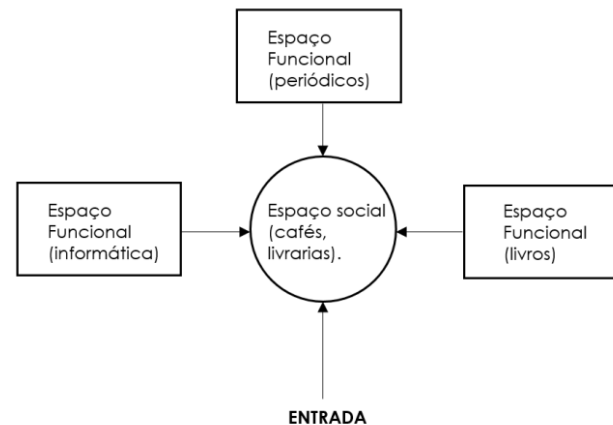 Espaço
Funcional
(periódicos)
Espaço
Funcional
(informática)
Espaço social
(cafés,
livrarias).
Espaço
Funcional
(livros)
ENTRADA